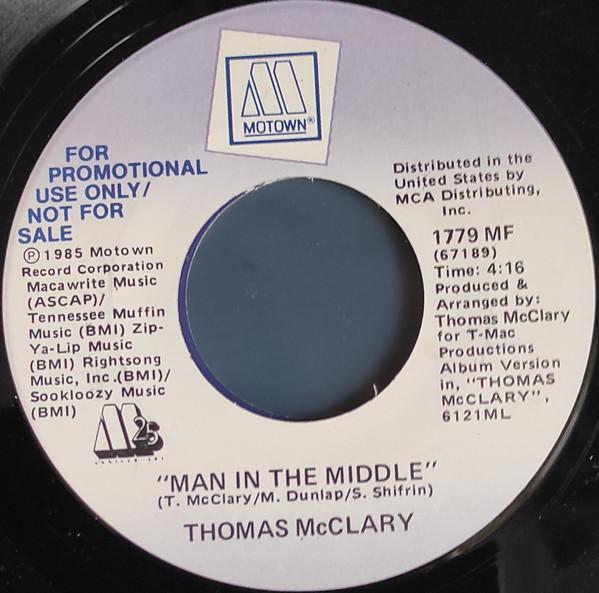 MOTOWN®
FOR
PROMOTIONAL
USE ONLY/
NOT FOR
SALE
℗ 1985 Motown
Record Corporation
Macawrite Music
(ASCAP)/
Tennessee Muffin
Music (BMI) Zip-
Ya-Lip Music
(BMI) Rightsong
Music, Inc.(BMI)/
Sookloozy Music
(BMI)
Distributed in the
United States by
MCA Distributing,
Inc.
1779 MF
(67189)
Time: 4:16
Produced &
Arranged by:
Thomas McClary
for T-Mac
Productions
Album Version
in, "THOMAS
McCLARY",
6121ML
M 25
"MAN IN THE MIDDLE"
(T. McClary/M. Dunlap/S. Shifrin)
THOMAS McCLARY